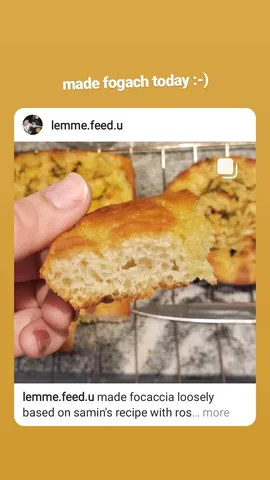 made fogach today :-)
lemme.feed.u
lemme.feed.u made focaccia loosely
based on samin's recipe with ros… more